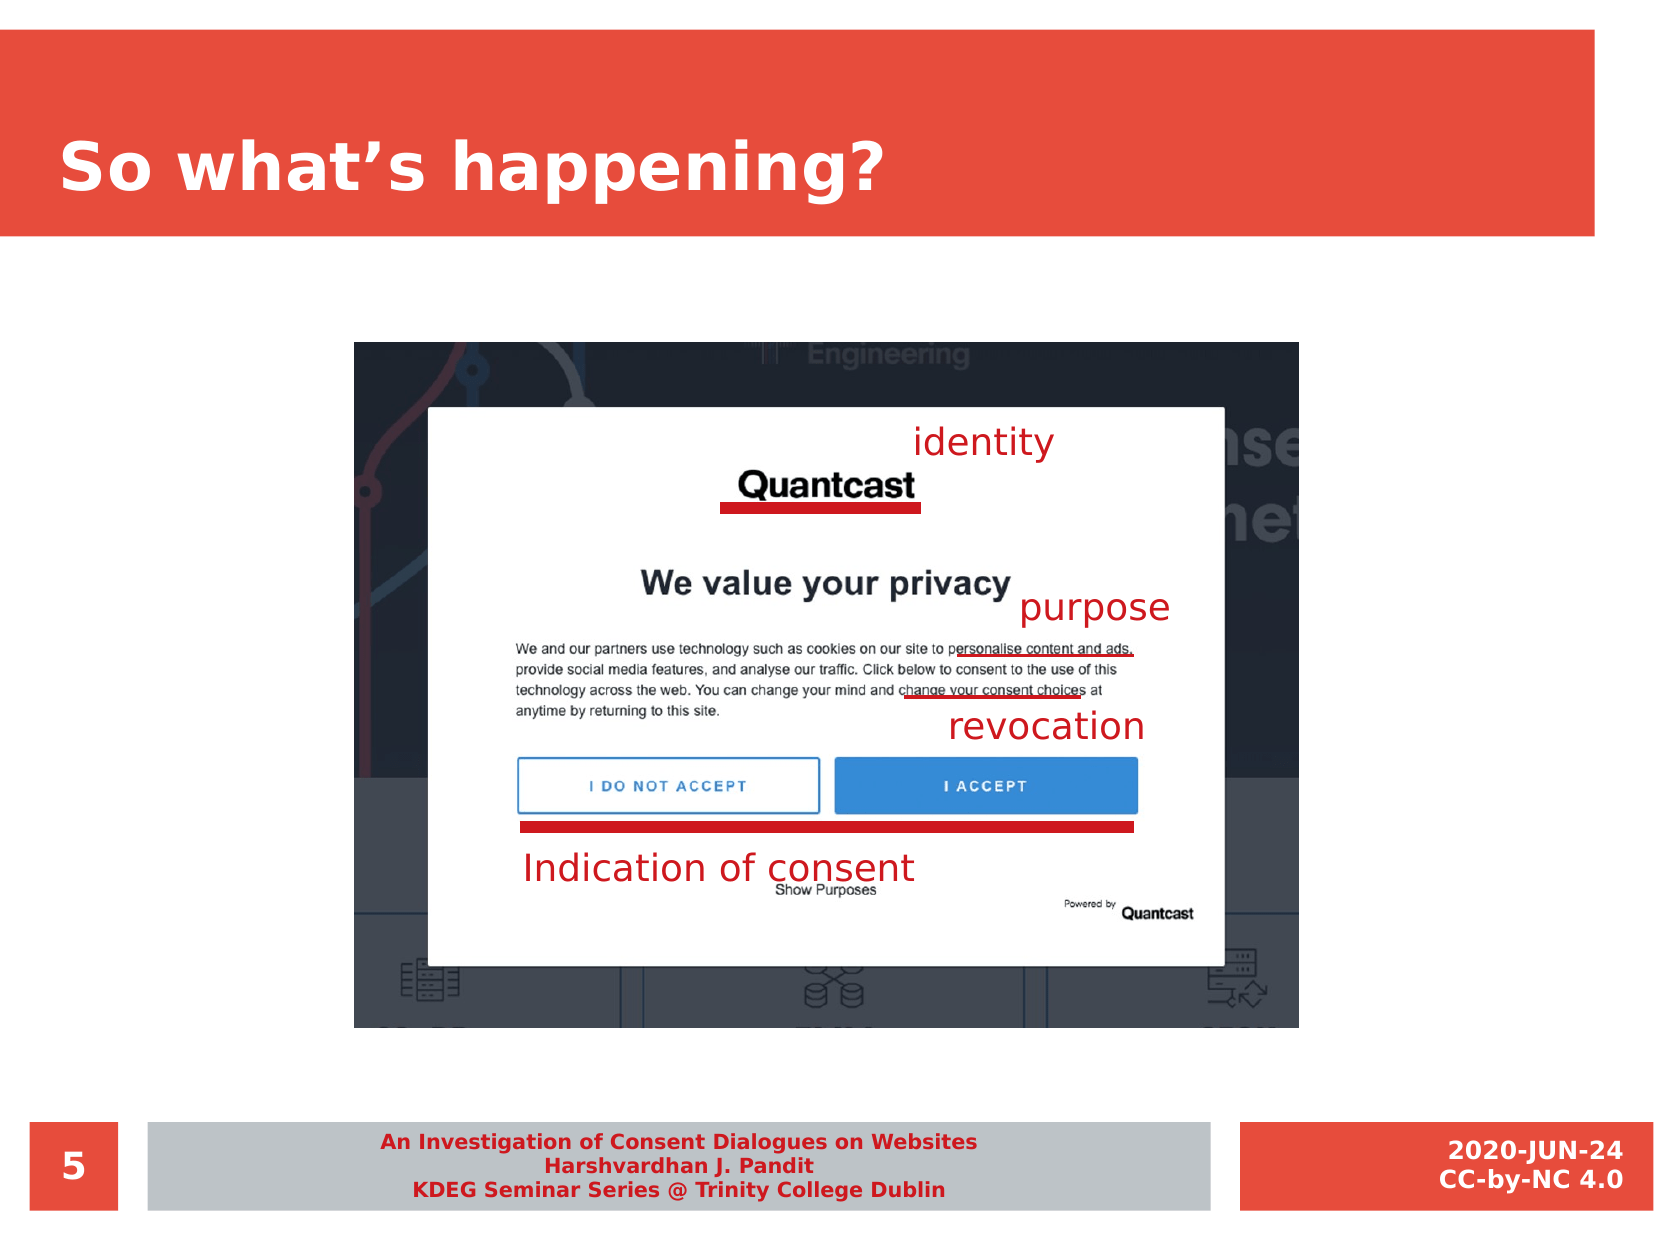 So what’s happening?
Engineering
identity
Quantcast
We value your privacy
purpose
We and our partners use technology such as cookies on our site to personalise content and ads,
provide social media features, and analyse our traffic. Click below to consent to the use of this
technology across the web. You can change your mind and change your consent choices at
anytime by returning to this site.
revocation
I DO NOT ACCEPT
I ACCEPT
Indication of consent
Show Purposes
Powered by Quantcast
5
An Investigation of Consent Dialogues on Websites
Harshvardhan J. Pandit
KDEG Seminar Series @ Trinity College Dublin
2020-JUN-24
CC-by-NC 4.0